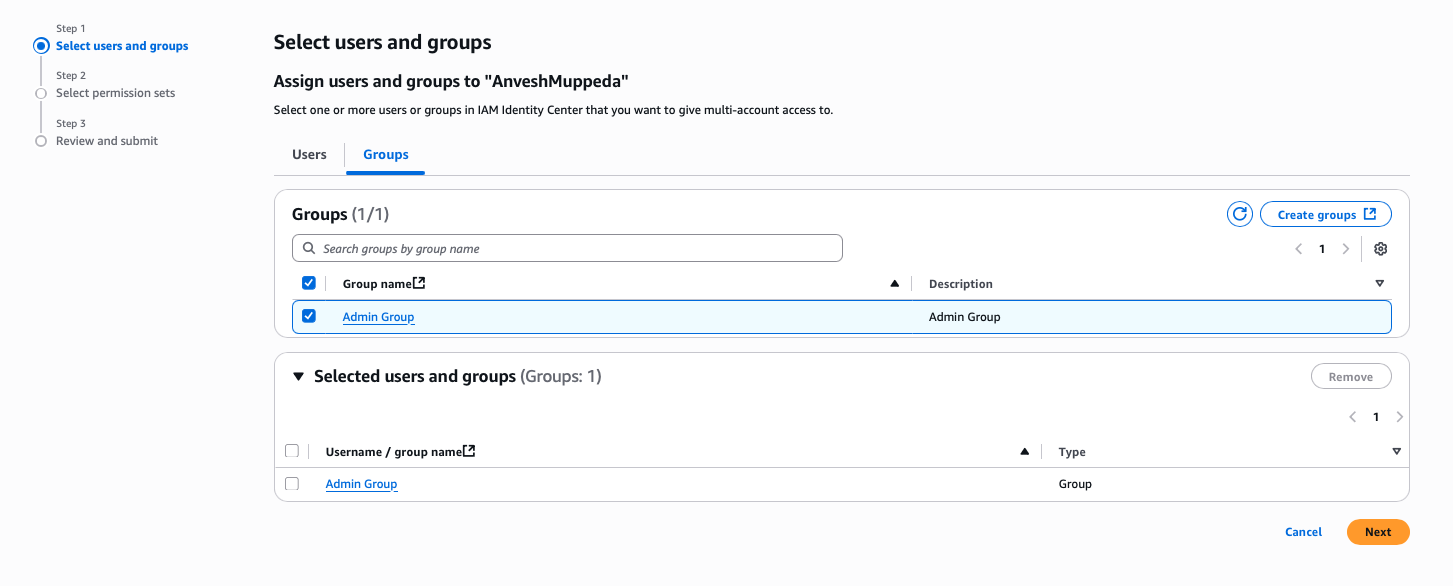 Step 1
Select users and groups
Step 2
Select permission sets
Step 3
Review and submit
Select users and groups
Assign users and groups to "AnveshMuppeda"
Select one or more users or groups in IAM Identity Center that you want to give multi-account access to.
Users Groups
Groups (1/1) Create groups
Search groups by group name 1
Group name Description
Admin Group Admin Group
Selected users and groups (Groups: 1) Remove
1
Username / group name Type
Admin Group Group
Cancel Next